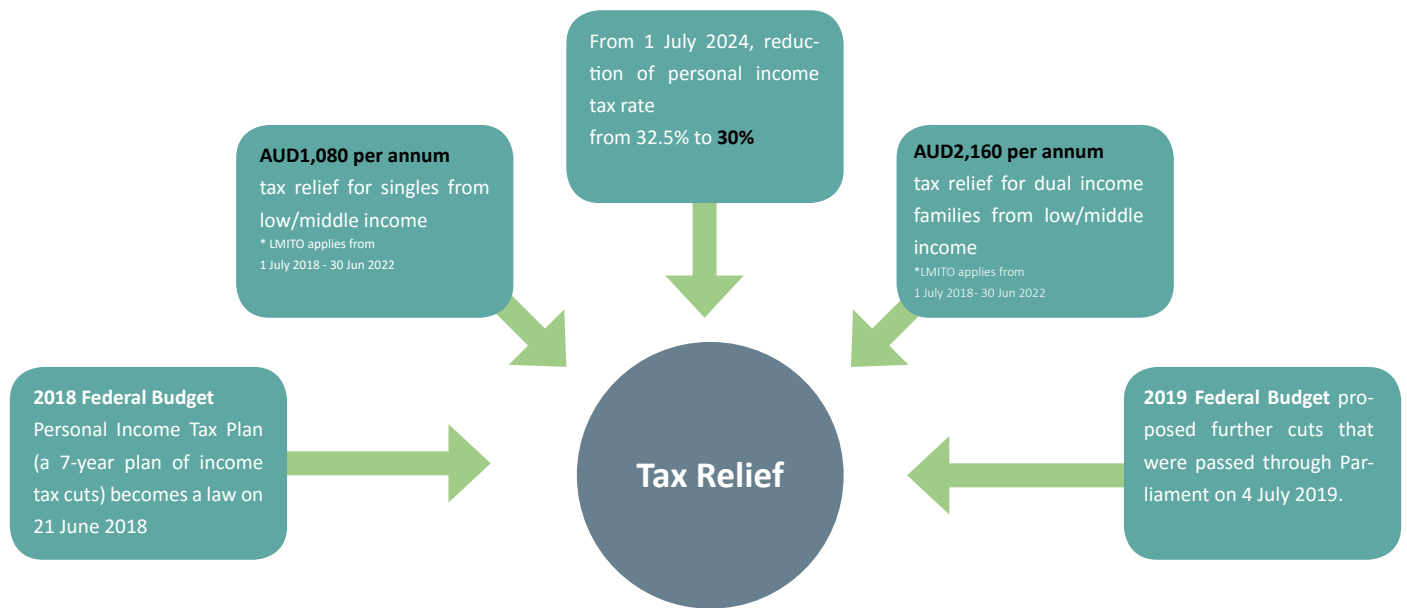 From 1 July 2024, reduc-
tion of personal income
tax rate
from 32.5% to 30%
AUD1,080 per annum
tax relief for singles from
low/middle income
* LMITO applies from
1 July 2018 - 30 Jun 2022
AUD2,160 per annum
tax relief for dual income
families from low/middle
income
*LMITO applies from
1 July 2018- 30 Jun 2022
2018 Federal Budget
Personal Income Tax Plan
(a 7-year plan of income
tax cuts) becomes a law on
21 June 2018
Tax Relief
2019 Federal Budget pro-
posed further cuts that
were passed through Par-
liament on 4 July 2019.